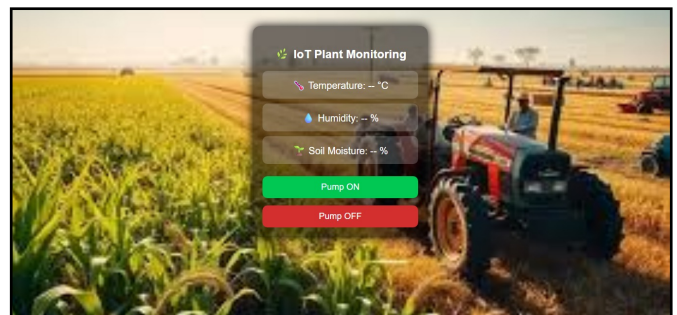 🌿 IoT Plant Monitoring
🌡️ Temperature: -- °C
💧 Humidity: -- %
🌱 Soil Moisture: -- %
Pump ON
Pump OFF